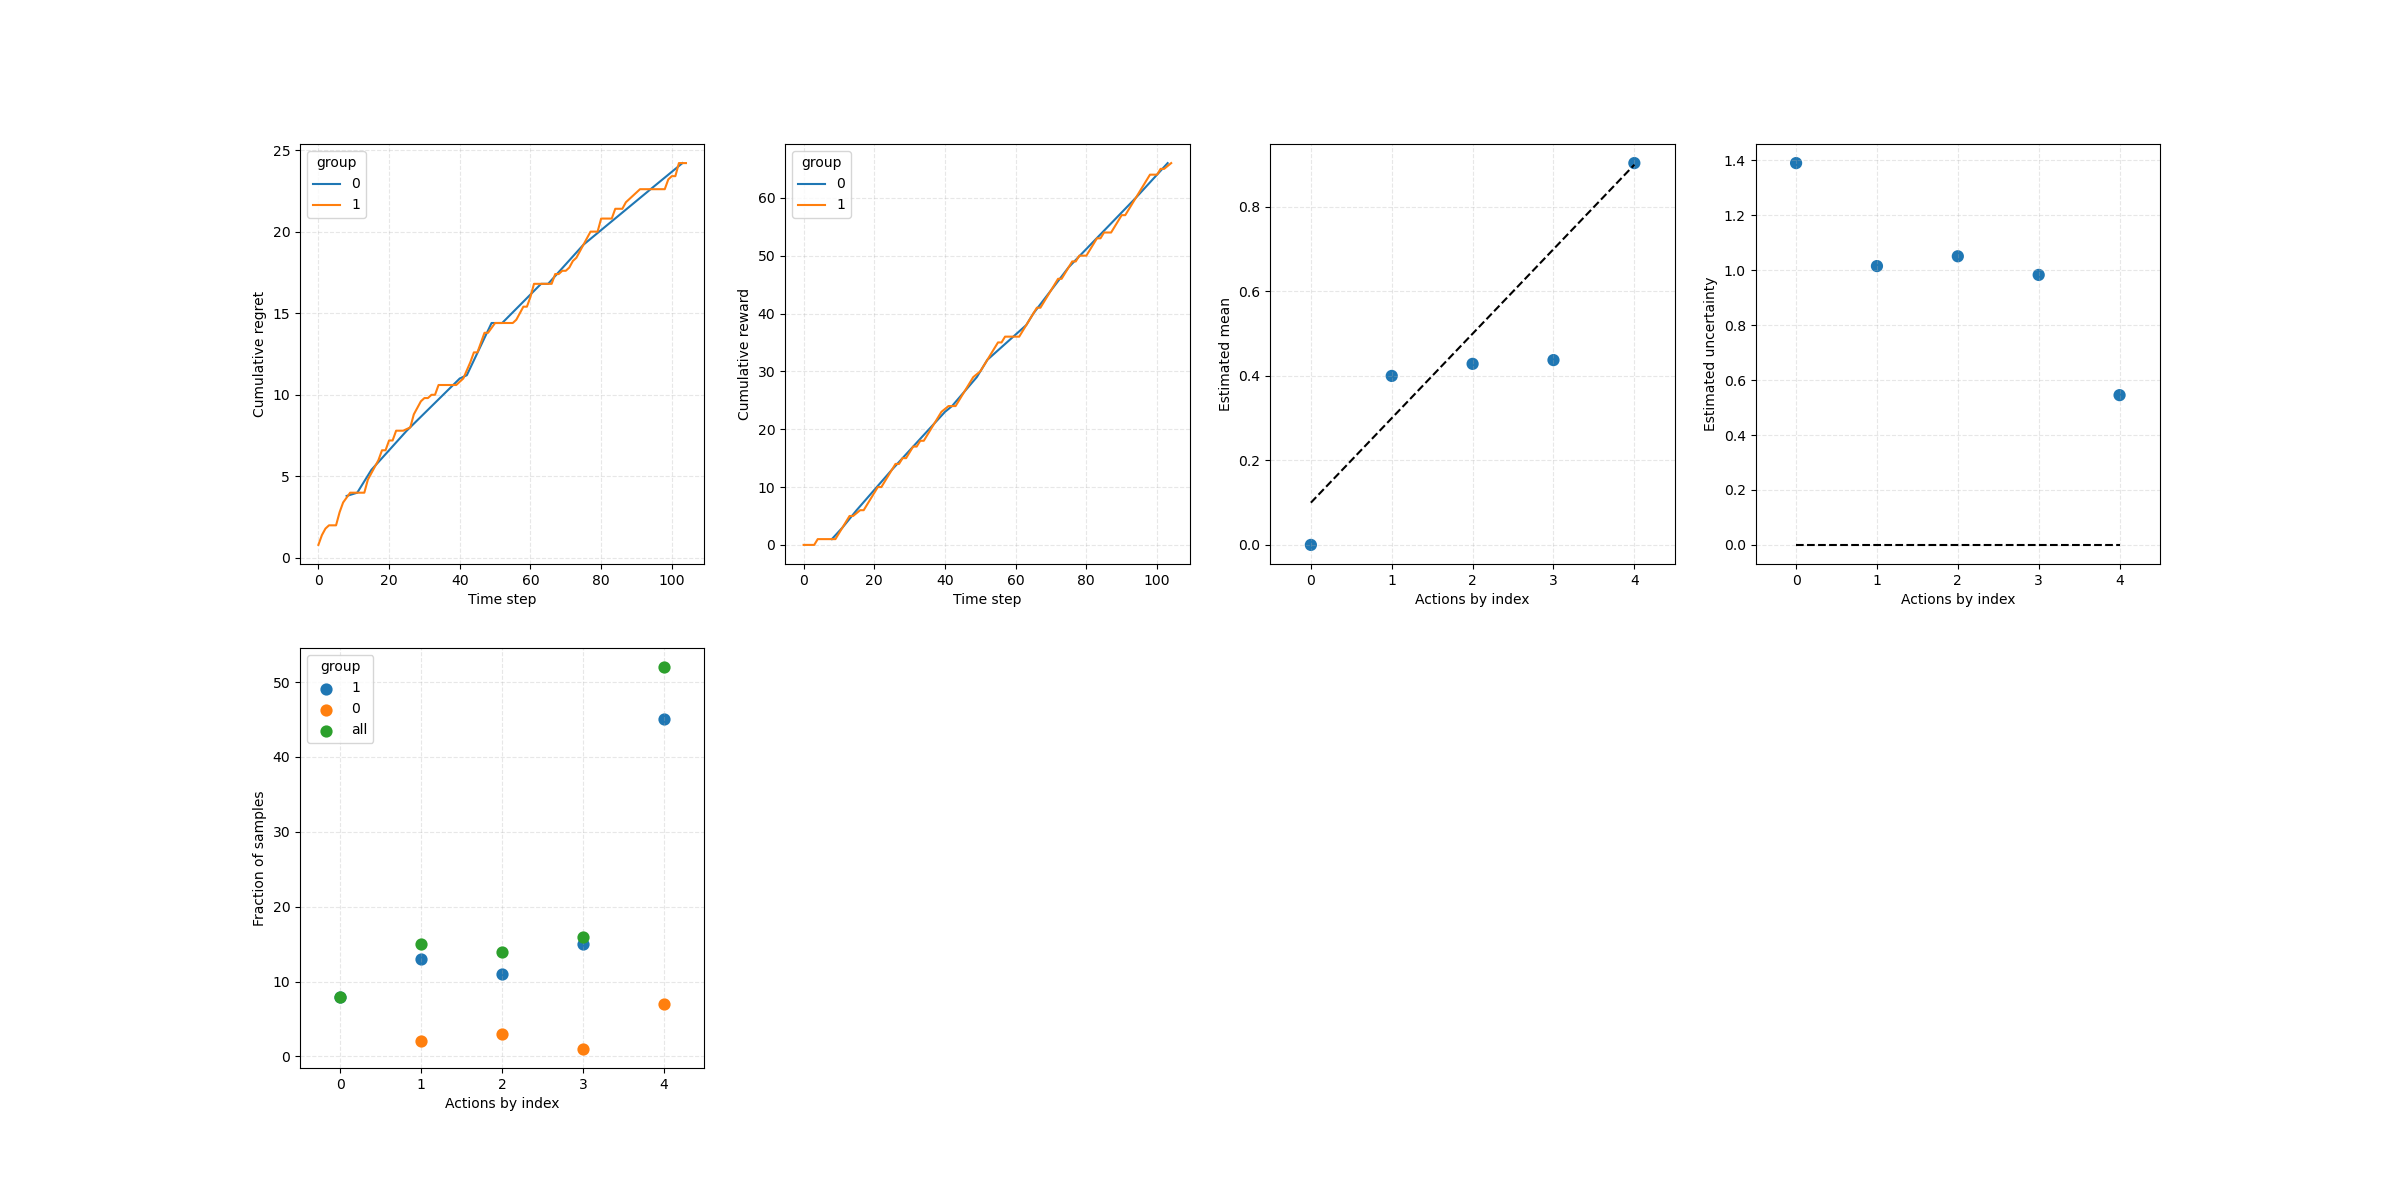 group
0
1
25
20
15
10
5
0
Cumulative regret
0 20 40 60 80 100
Time step
group
0
1
60
50
40
30
20
10
0
Cumulative reward
0 20 40 60 80 100
Time step
0.8
0.6
0.4
0.2
0.0
Estimated mean
0 1 2 3 4
Actions by index
1.4
1.2
1.0
0.8
0.6
0.4
0.2
0.0
Estimated uncertainty
0 1 2 3 4
Actions by index
group
1
0
all
50
40
30
20
10
0
Fraction of samples
0 1 2 3 4
Actions by index